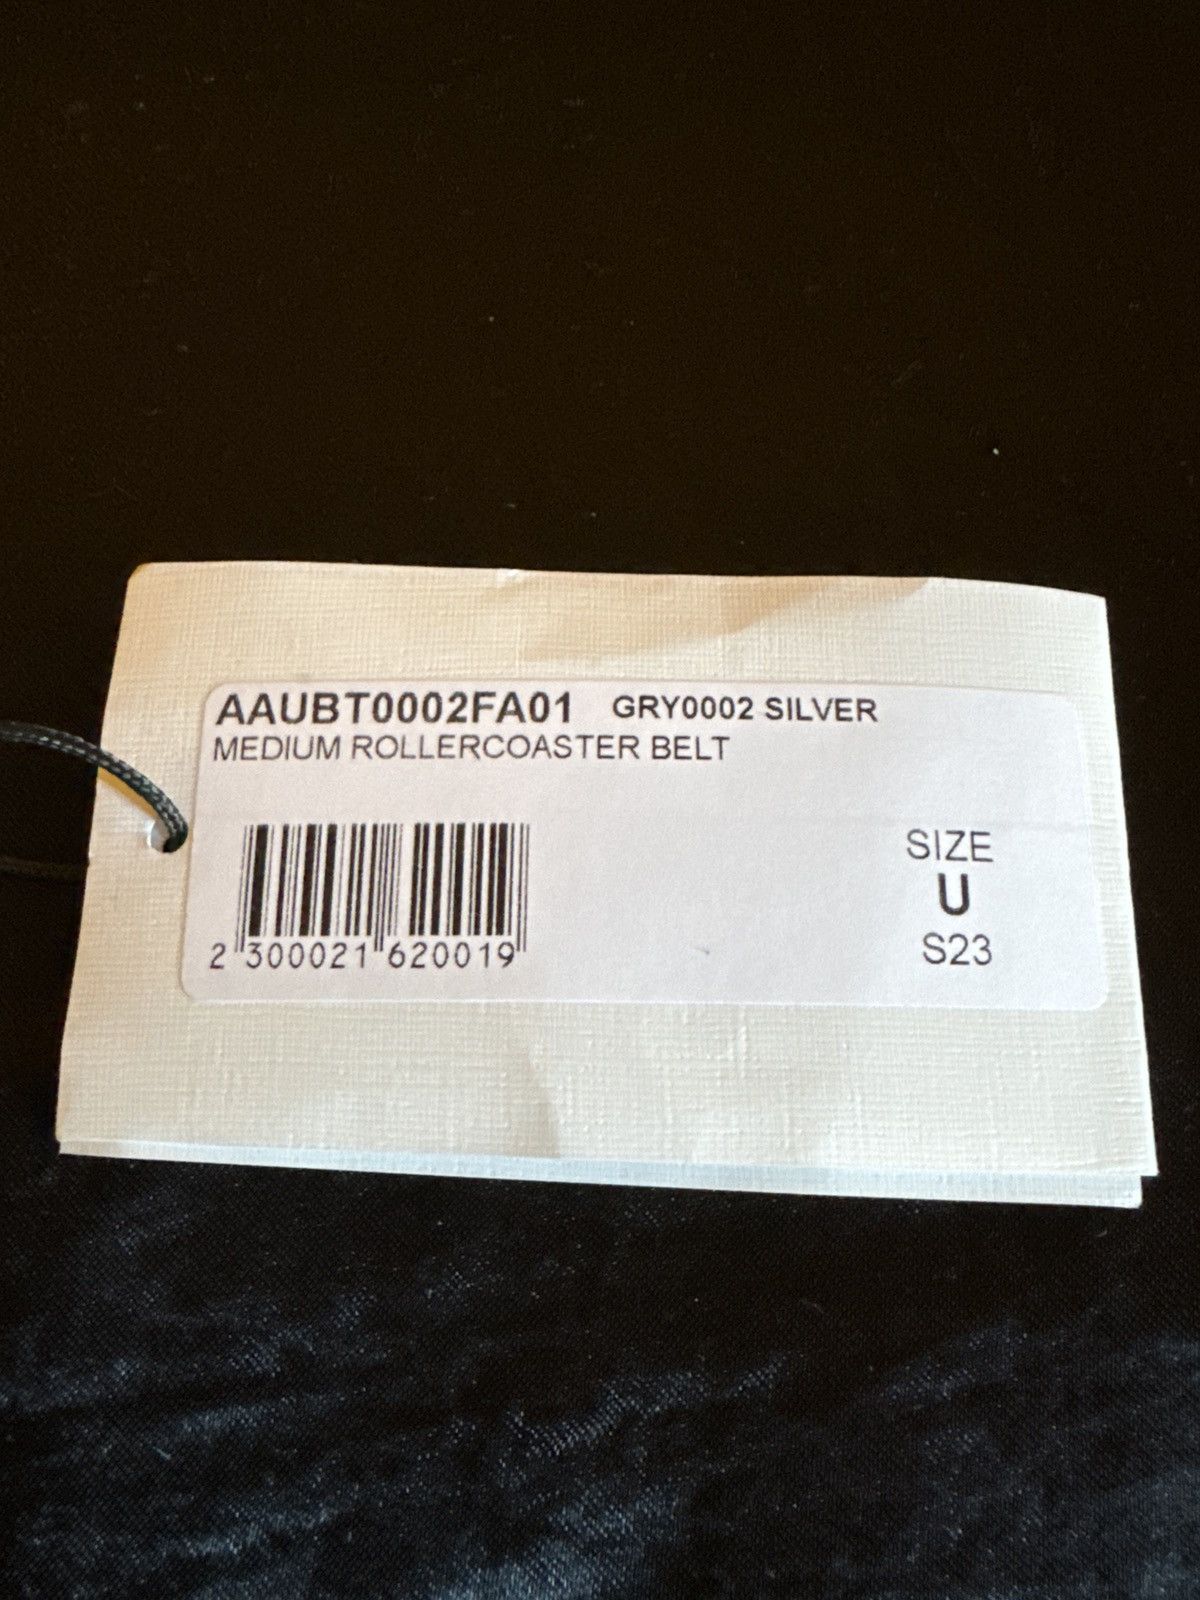 AAUBT0002FA01 GRY0002 SILVER
MEDIUM ROLLERCOASTER BELT
SIZE
U
S23
2 300021 620019